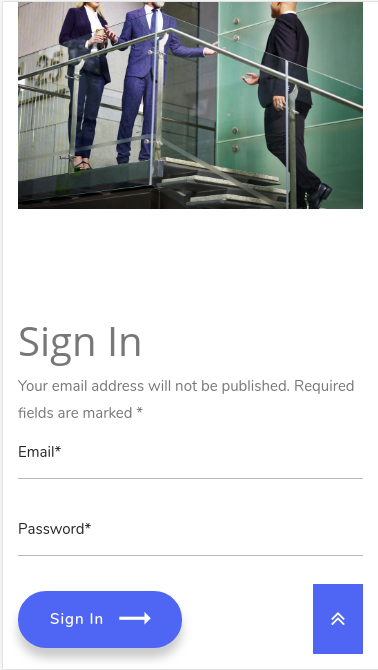 Sign In
Your email address will not be published. Required
fields are marked *
Email*
Password*
Sign In